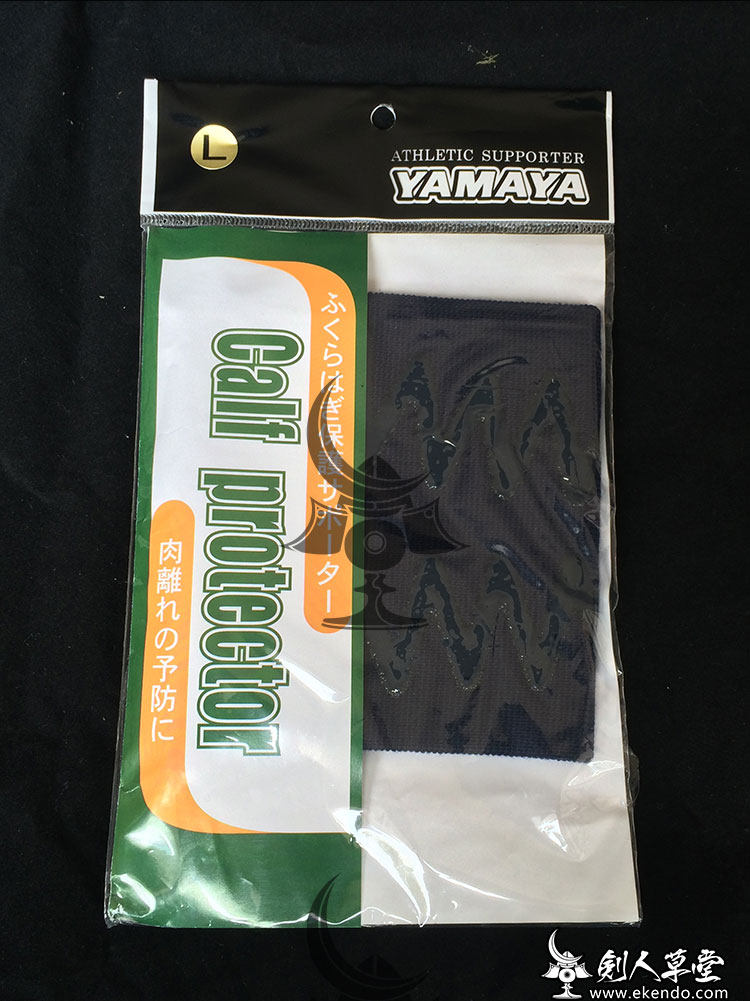 L
ATHLETIC SUPPORTER
YAMAYA
ふくらはぎ保護サポーター
Calf protector
肉離れの予防に
剣人草堂
www.ekendo.com